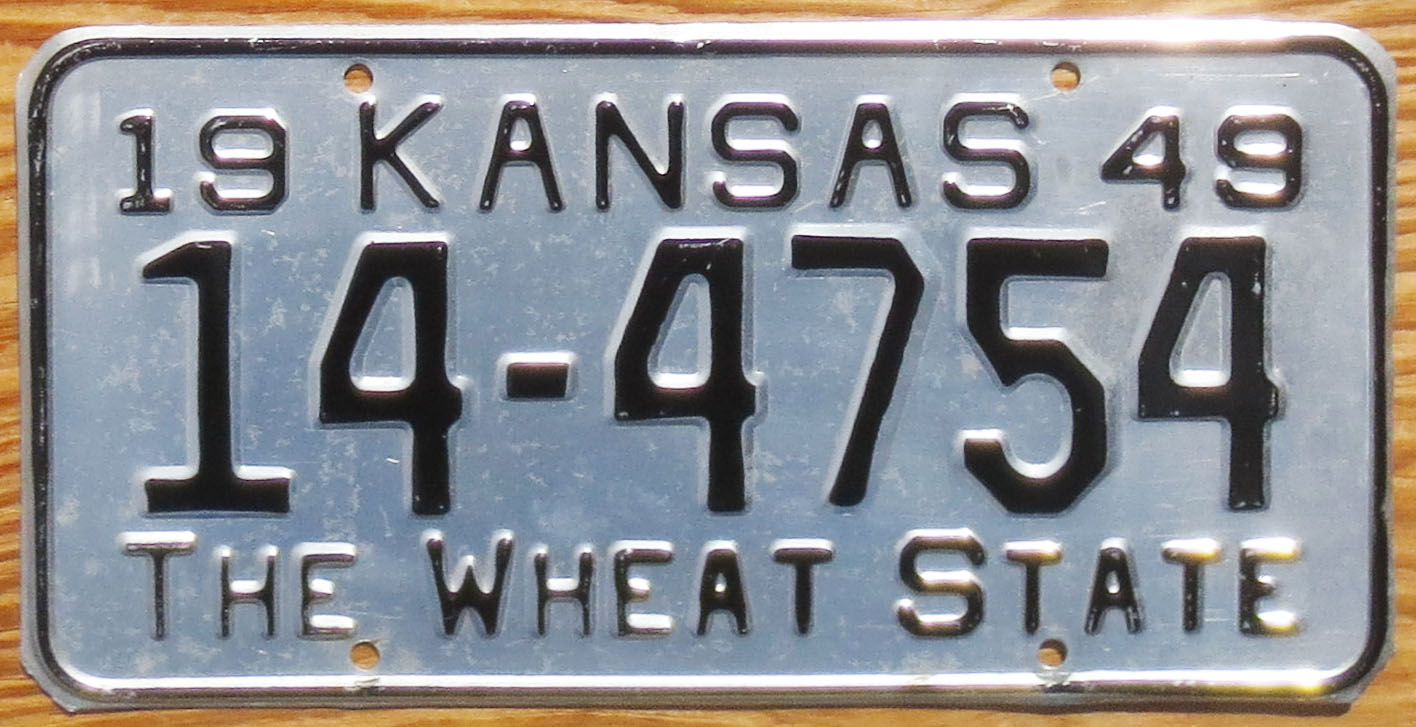 19 KANSAS 49
14-4754
THE WHEAT STATE